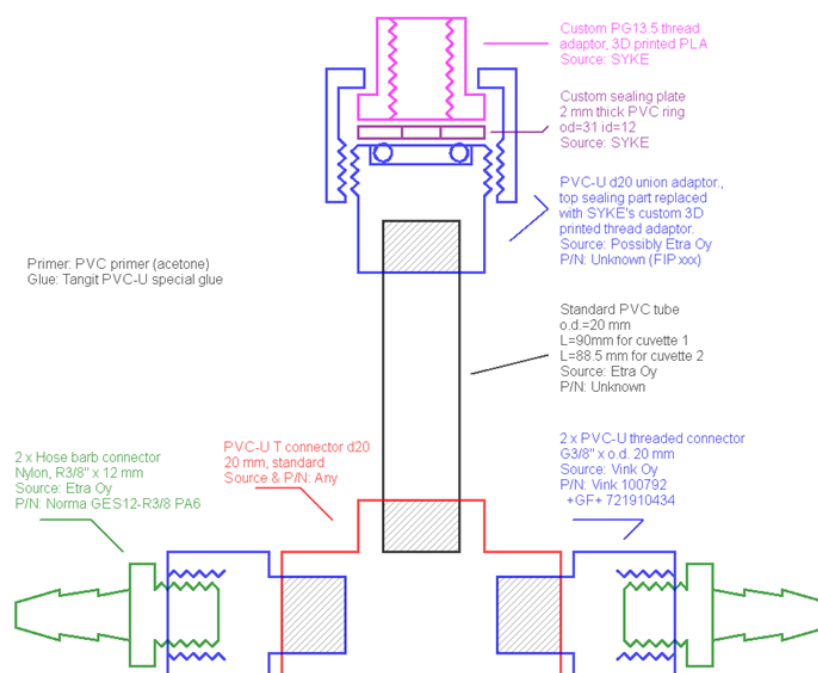 Custom PG13.5 thread
adaptor, 3D printed PLA
Source: SYKE
Custom sealing plate
2 mm thick PVC ring
od=31 id=12
Source: SYKE
PVC-U d20 union adaptor.,
top sealing part replaced
with SYKE's custom 3D
printed thread adaptor.
Source: Possibly Etra Oy
P/N: Unknown (FIP xxx)
Primer: PVC primer (acetone)
Glue: Tangit PVC-U special glue
Standard PVC tube
o.d.=20 mm
L=90mm for cuvette 1
L=88.5 mm for cuvette 2
Source: Etra Oy
P/N: Unknown
2 x Hose barb connector
Nylon, R3/8" x 12 mm
Source: Etra Oy
P/N: Norma GES12-R3/8 PA6
PVC-U T connector d20
20 mm, standard
Source & P/N: Any
2 x PVC-U threaded connector
G3/8" x o.d. 20 mm
Source: Vink Oy
P/N: Vink 100792
+GF+ 721910434